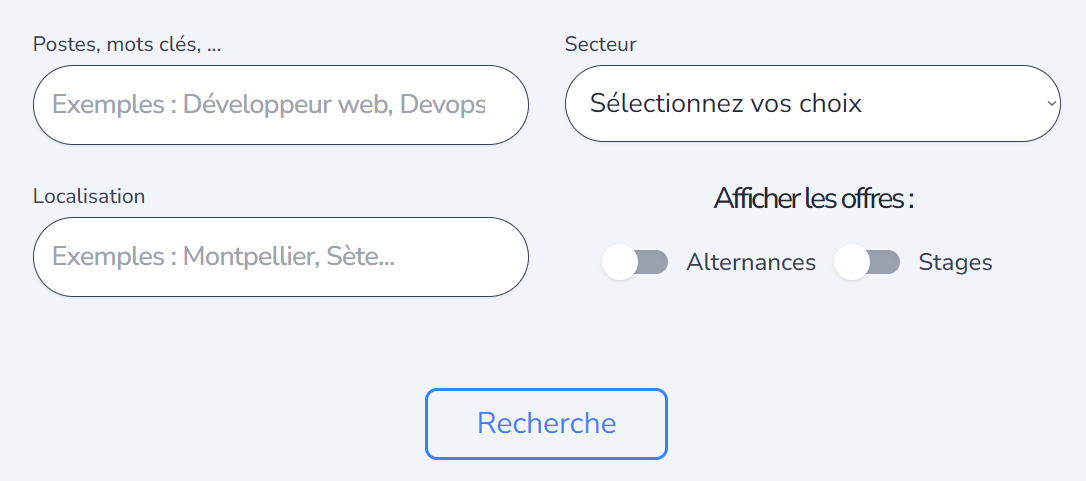 Postes, mots clés, ...
Exemples : Développeur web, Devops
Secteur
Sélectionnez vos choix
Localisation
Exemples : Montpellier, Sète...
Afficher les offres :
Alternances
Stages
Recherche